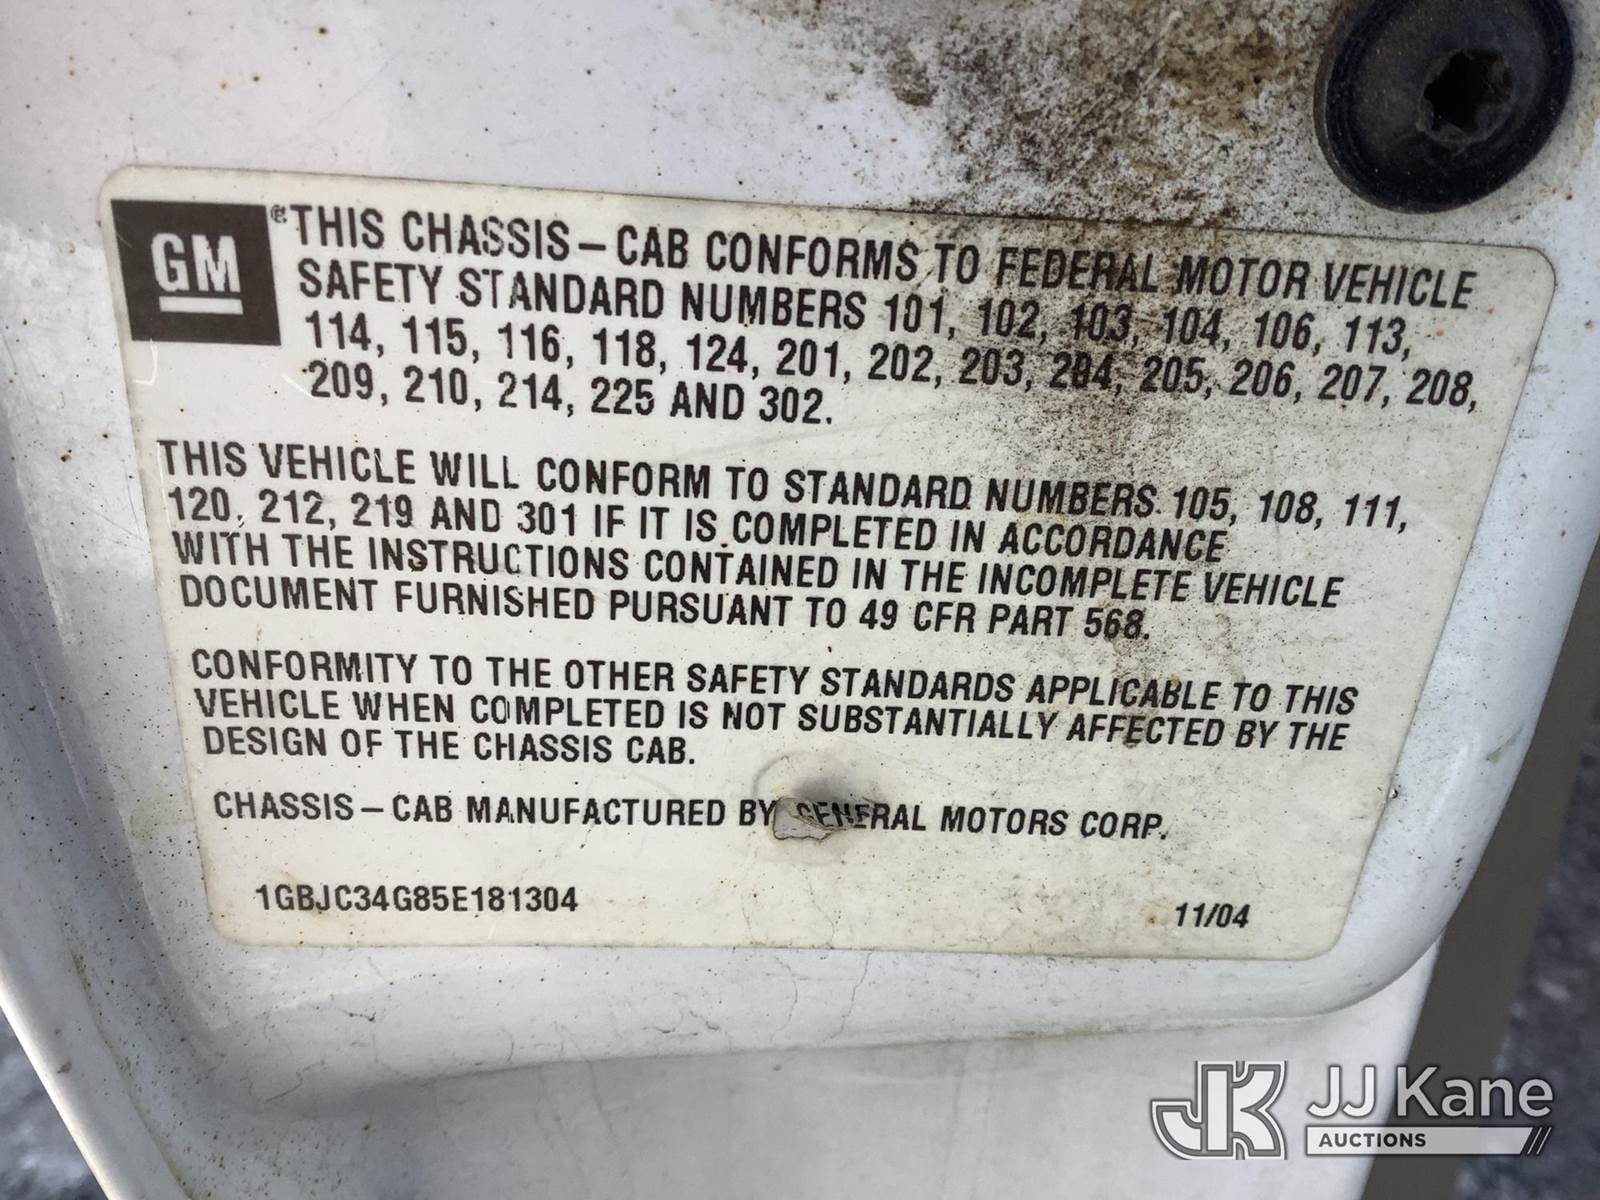 GM
® THIS CHASSIS-CAB CONFORMS TO FEDERAL MOTOR VEHICLE
SAFETY STANDARD NUMBERS 101, 102, 103, 104, 106, 113,
114, 115, 116, 118, 124, 201, 202, 203, 204, 205, 206, 207, 208,
209, 210, 214, 225 AND 302.
THIS VEHICLE WILL CONFORM TO STANDARD NUMBERS 105, 108, 111,
120, 212, 219 AND 301 IF IT IS COMPLETED IN ACCORDANCE
WITH THE INSTRUCTIONS CONTAINED IN THE INCOMPLETE VEHICLE
DOCUMENT FURNISHED PURSUANT TO 49 CFR PART 568.
CONFORMITY TO THE OTHER SAFETY STANDARDS APPLICABLE TO THIS
VEHICLE WHEN COMPLETED IS NOT SUBSTANTIALLY AFFECTED BY THE
DESIGN OF THE CHASSIS CAB.
CHASSIS-CAB MANUFACTURED BY GENERAL MOTORS CORP.
1GBJC34G85E181304 11/04
JK JJ Kane
AUCTIONS